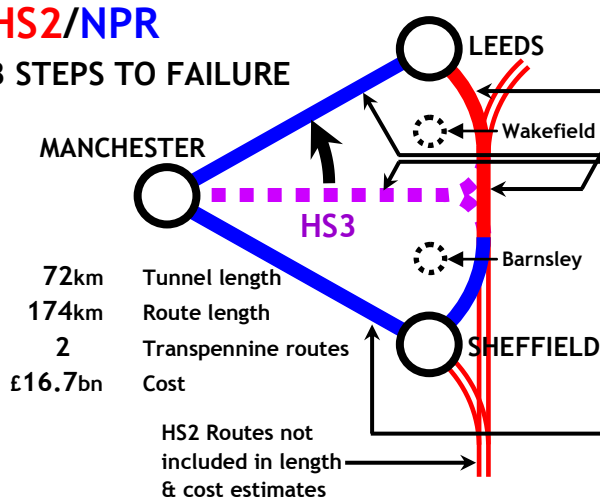 HS2/NPR
3 STEPS TO FAILURE
LEEDS
Wakefield
MANCHESTER
HS3
Barnsley
72km Tunnel length
174km Route length
2 Transpennine routes
£16.7bn Cost
SHEFFIELD
HS2 Routes not
included in length
& cost estimates